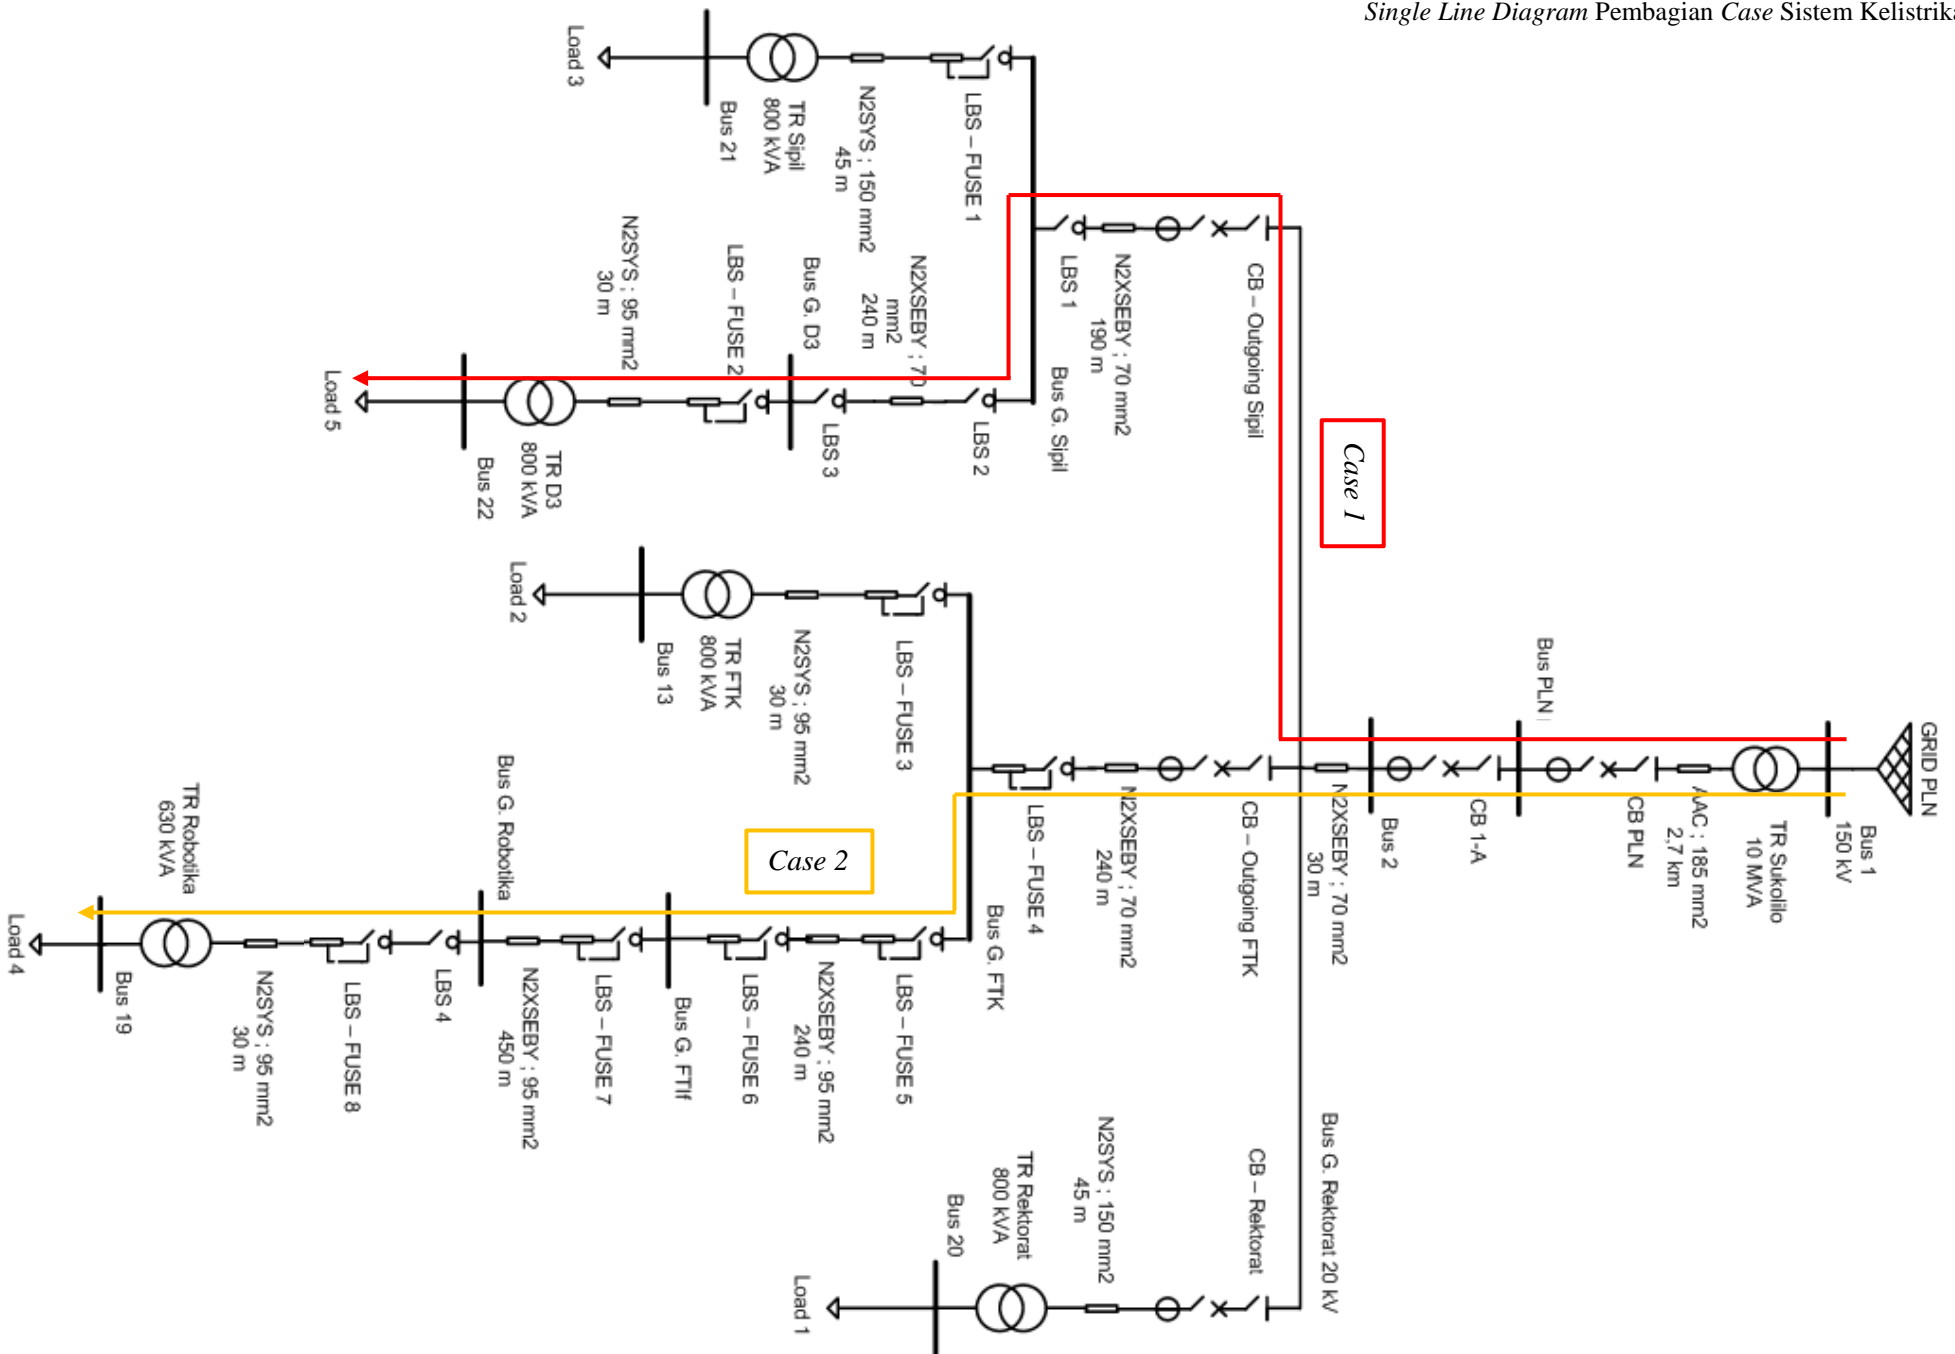 Single Line Diagram Pembagian Case Sistem Kelistrika
GRID PLN
Bus 1
150 kV
TR Sukolilo
10 MVA
AAC ; 185 mm2
2,7 km
CB PLN
Bus PLN
CB 1-A
Bus 2
N2XSEBY ; 70 mm2
30 m
Bus G. Rektorat 20 kV
Case 1
CB – Outgoing Sipil
N2XSEBY ; 70 mm2
190 m
LBS 1
Bus G. Sipil
LBS – FUSE 1
N2SYS ; 150 mm2
45 m
TR Sipil
800 kVA
Bus 21
Load 3
LBS 2
N2XSEBY ; 70
mm2
240 m
LBS 3
Bus G. D3
LBS – FUSE 2
N2SYS ; 95 mm2
30 m
TR D3
800 kVA
Bus 22
Load 5
CB – Outgoing FTK
N2XSEBY ; 70 mm2
240 m
LBS – FUSE 4
Bus G. FTK
LBS – FUSE 3
N2SYS ; 95 mm2
30 m
TR FTK
800 kVA
Bus 13
Load 2
Case 2
LBS – FUSE 5
N2XSEBY ; 95 mm2
240 m
LBS – FUSE 6
Bus G. FTIf
LBS – FUSE 7
N2XSEBY ; 95 mm2
450 m
Bus G. Robotika
LBS 4
LBS – FUSE 8
N2SYS ; 95 mm2
30 m
TR Robotika
630 kVA
Bus 19
Load 4
CB – Rektorat
N2SYS ; 150 mm2
45 m
TR Rektorat
800 kVA
Bus 20
Load 1